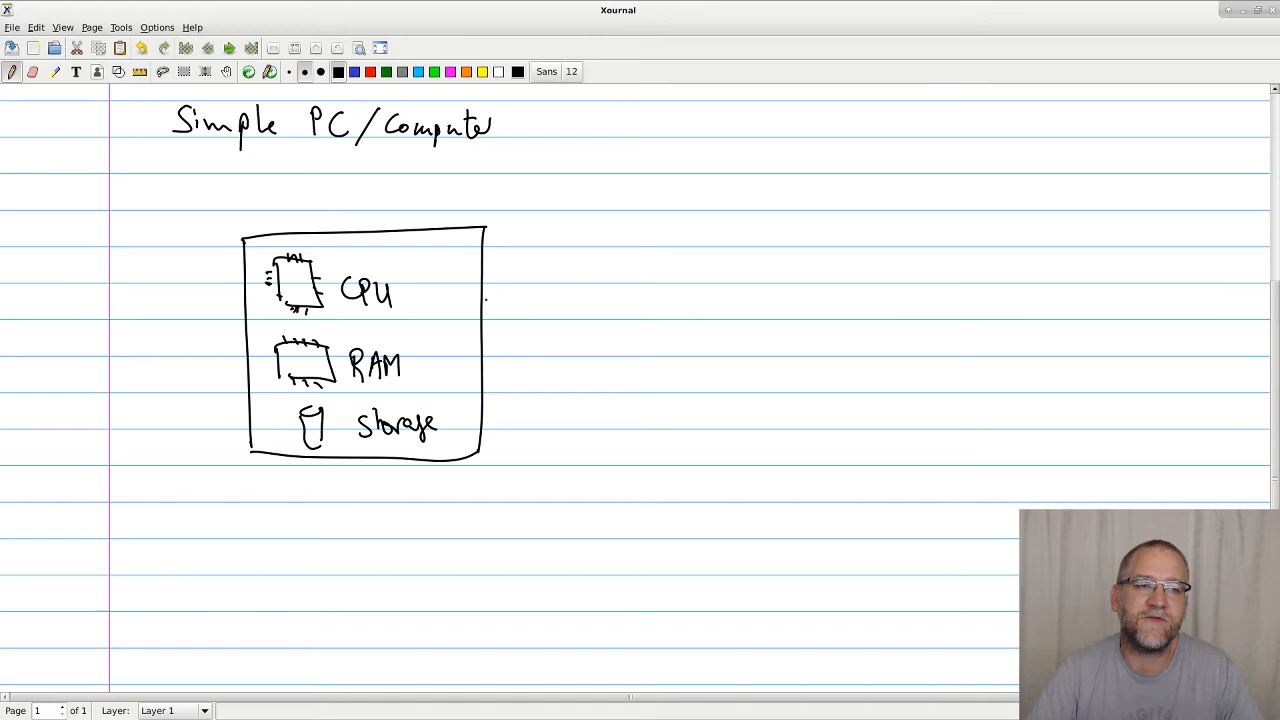 Xournal
File Edit View Page Tools Options Help
Sans 12
Simple PC/Computer
CPU
RAM
Storage
Page 1 of 1 Layer: Layer 1